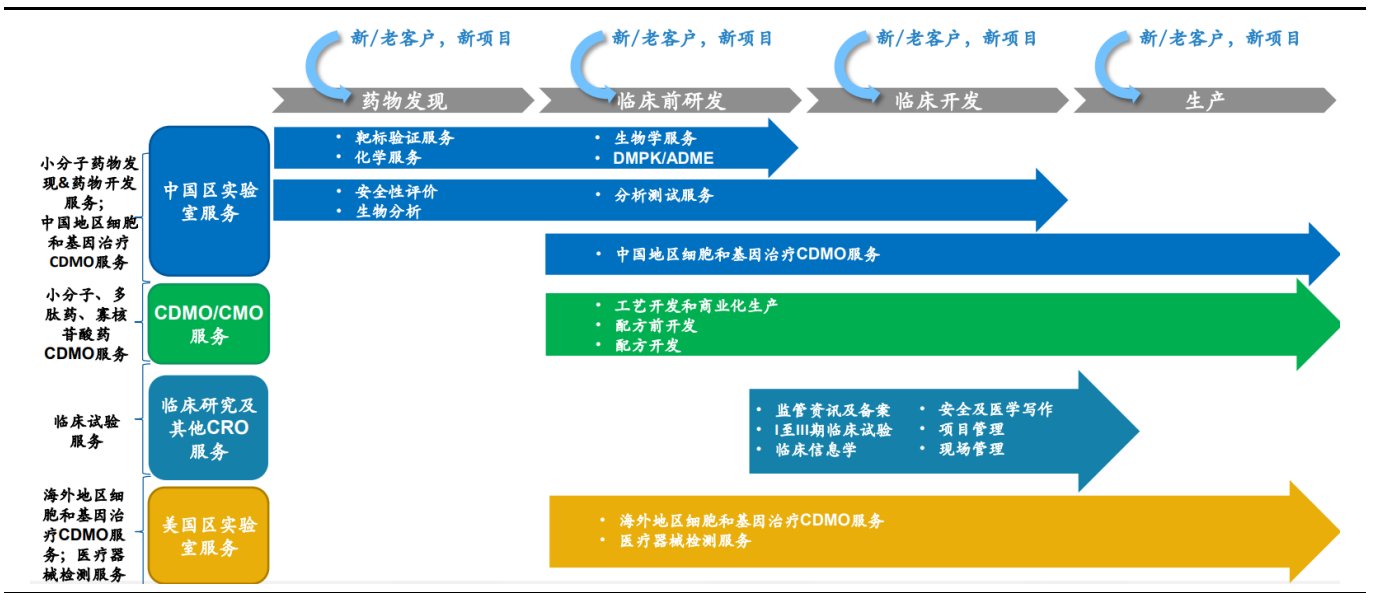 新/老客户，新项目
新/老客户，新项目
新/老客户，新项目
新/老客户，新项目
药物发现
临床前研发
临床开发
生产
小分子药物发
现&药物开发
服务；
中国地区细胞
和基因治疗
CDMO服务
中国区实验
室服务
• 靶标验证服务
• 化学服务
• 生物学服务
• DMPK/ADME
• 安全性评价
• 生物分析
• 分析测试服务
• 中国地区细胞和基因治疗CDMO服务
小分子、多
肽药、寡核
苷酸药
CDMO服务
CDMO/CMO
服务
• 工艺开发和商业化生产
• 配方前开发
• 配方开发
临床试验
服务
临床研究及
其他CRO
服务
• 监管资讯及备案
• I至III期临床试验
• 临床信息学
• 安全及医学写作
• 项目管理
• 现场管理
海外地区细
胞和基因治
疗CDMO服
务；医疗器
械检测服务
美国区实验
室服务
• 海外地区细胞和基因治疗CDMO服务
• 医疗器械检测服务